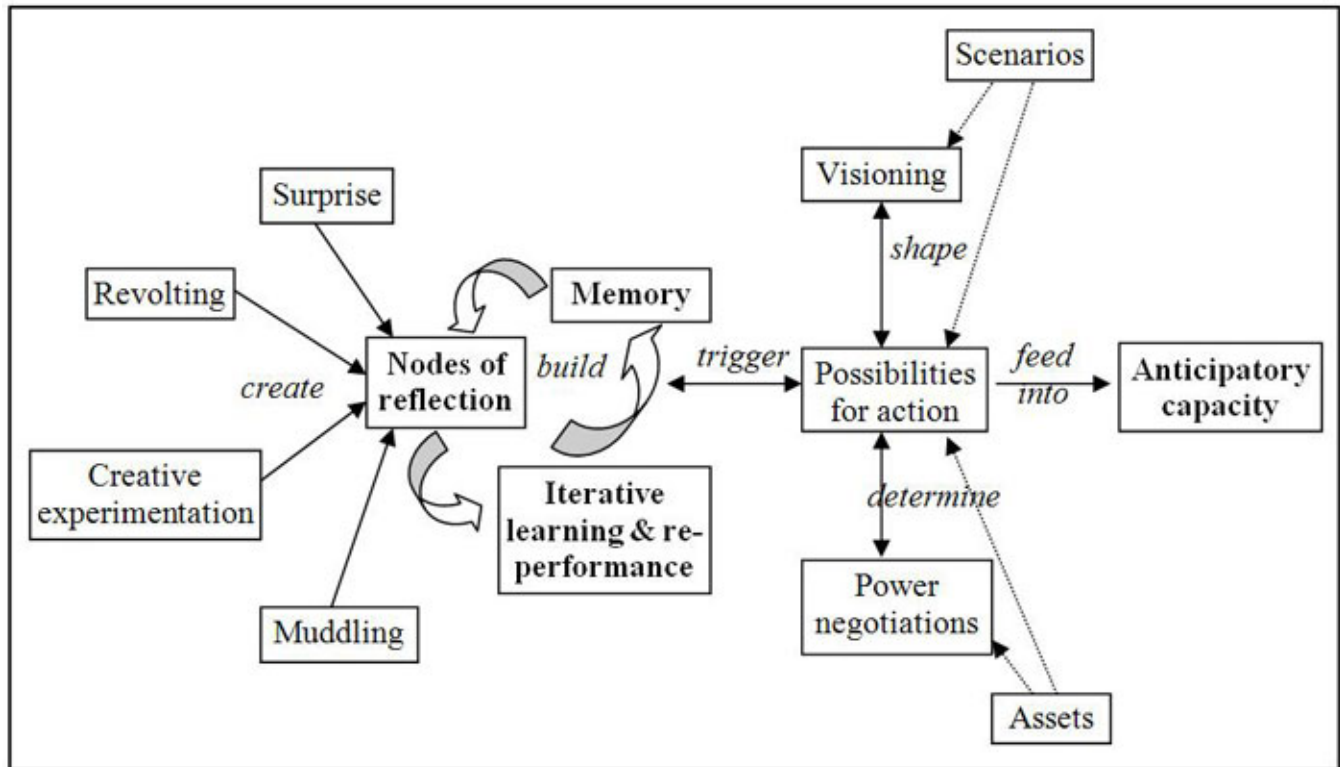 Scenarios
Visioning
Surprise
shape
Revolting
Memory
create
Nodes of
reflection
build
trigger
Possibilities
for action
feed
into
Anticipatory
capacity
Creative
experimentation
Iterative
learning & re-
performance
determine
Power
negotiations
Muddling
Assets